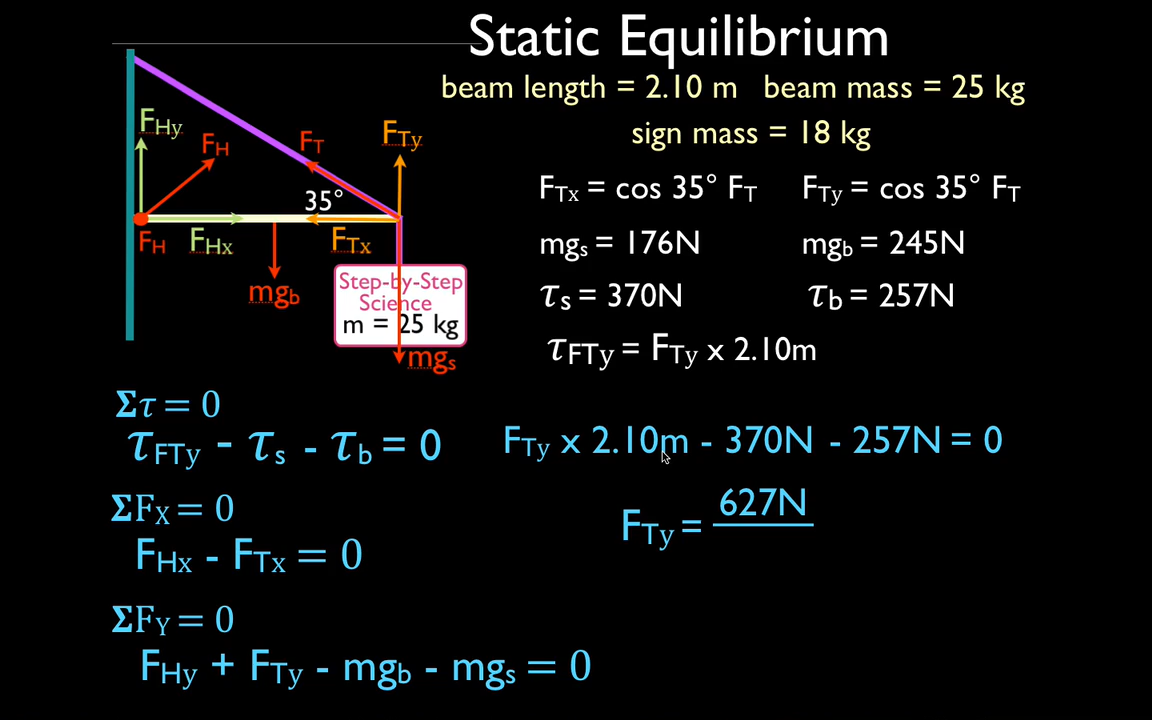 Static Equilibrium
beam length = 2.10 m beam mass = 25 kg
sign mass = 18 kg
F_Hy
F_H
F_T
F_Ty
35°
F_H
F_Hx
F_Tx
mg_b
Step-by-Step
Science
m = 25 kg
mg_s
F_Tx = cos 35° F_T F_Ty = cos 35° F_T
mg_s = 176N mg_b = 245N
τ_s = 370N τ_b = 257N
τ_FTy = F_Ty x 2.10m
Στ = 0
τ_FTy - τ_s - τ_b = 0 F_Ty x 2.10m - 370N - 257N = 0
ΣF_X = 0
F_Hx - F_Tx = 0
627N
F_Ty =
ΣF_Y = 0
F_Hy + F_Ty - mg_b - mg_s = 0